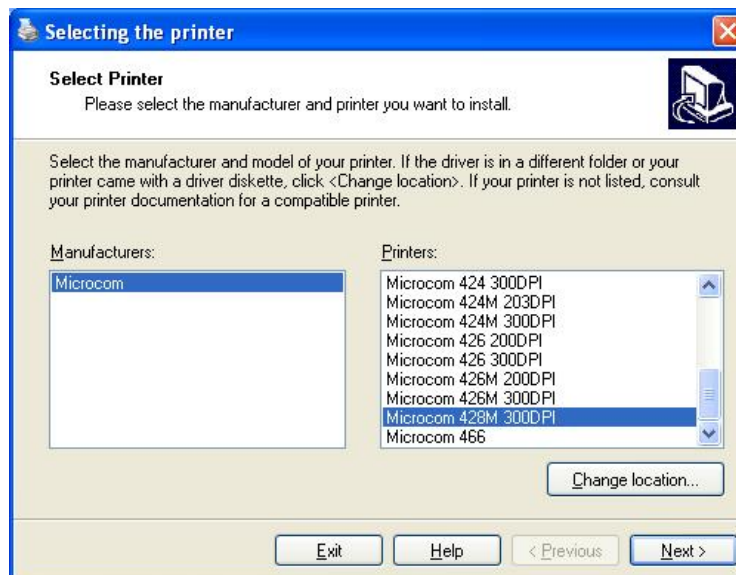 Selecting the printer
Select Printer
Please select the manufacturer and printer you want to install.
Select the manufacturer and model of your printer. If the driver is in a different folder or your
printer came with a driver diskette, click <Change location>. If your printer is not listed, consult
your printer documentation for a compatible printer.
Manufacturers:
Microcom
Printers:
Microcom 424 300DPI
Microcom 424M 203DPI
Microcom 424M 300DPI
Microcom 426 200DPI
Microcom 426 300DPI
Microcom 426M 200DPI
Microcom 426M 300DPI
Microcom 428M 300DPI
Microcom 466
Change location...
Exit
Help
< Previous
Next >